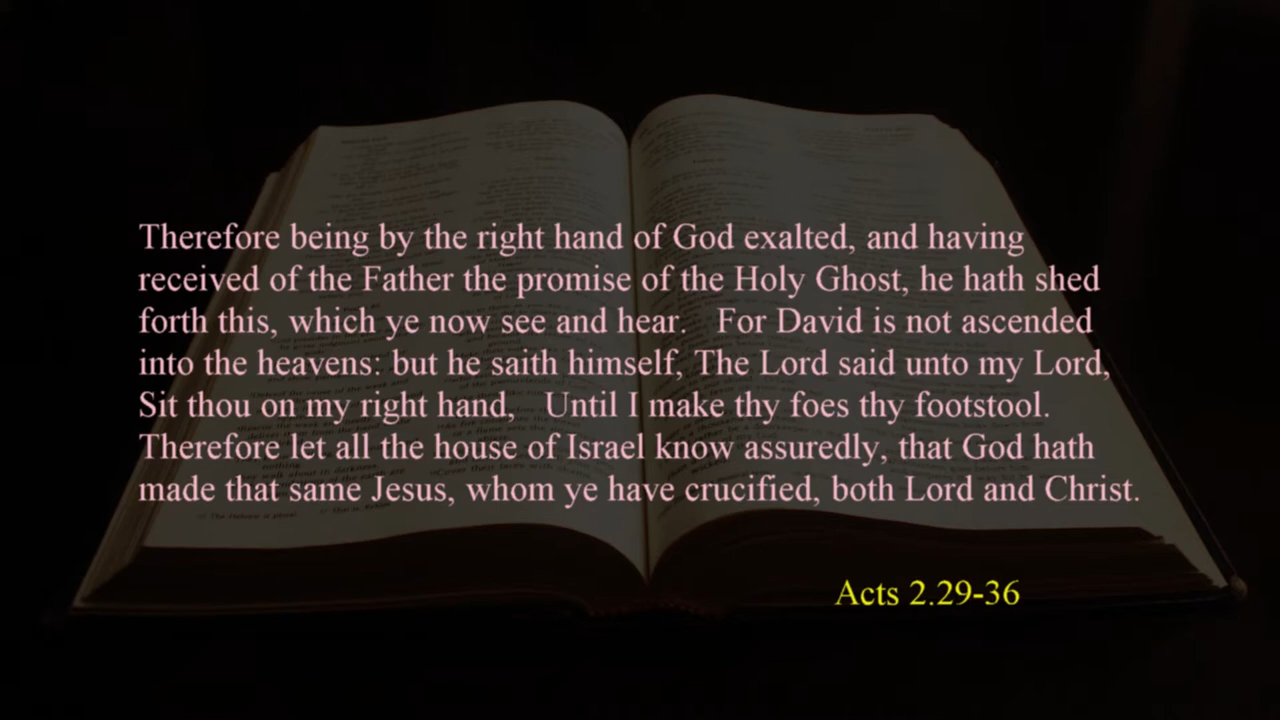 Therefore being by the right hand of God exalted, and having
received of the Father the promise of the Holy Ghost, he hath shed
forth this, which ye now see and hear.   For David is not ascended
into the heavens: but he saith himself, The Lord said unto my Lord,
Sit thou on my right hand,   Until I make thy foes thy footstool.
Therefore let all the house of Israel know assuredly, that God hath
made that same Jesus, whom ye have crucified, both Lord and Christ.
Acts 2.29-36